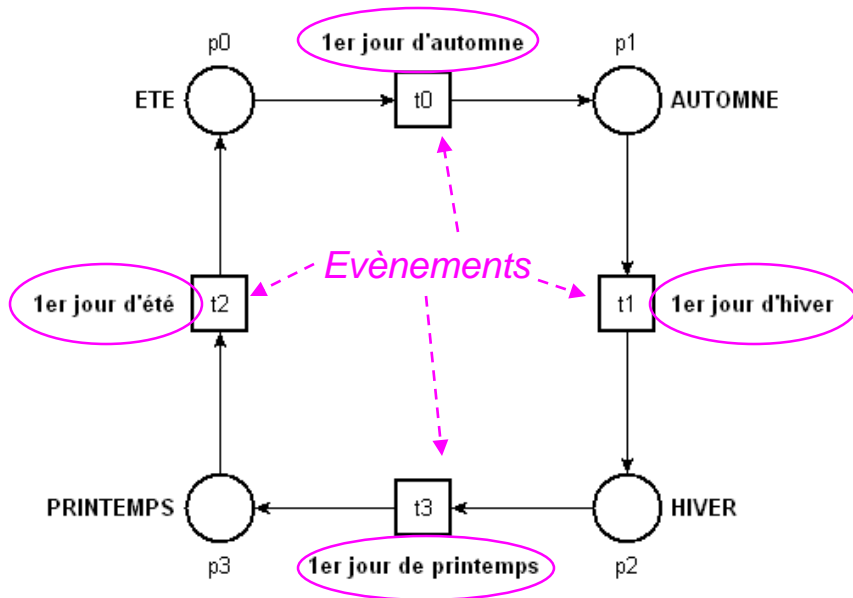 p0
1er jour d'automne
p1
ETE
t0
AUTOMNE
Evènements
1er jour d'été
t2
t1
1er jour d'hiver
PRINTEMPS
t3
HIVER
p3
1er jour de printemps
p2